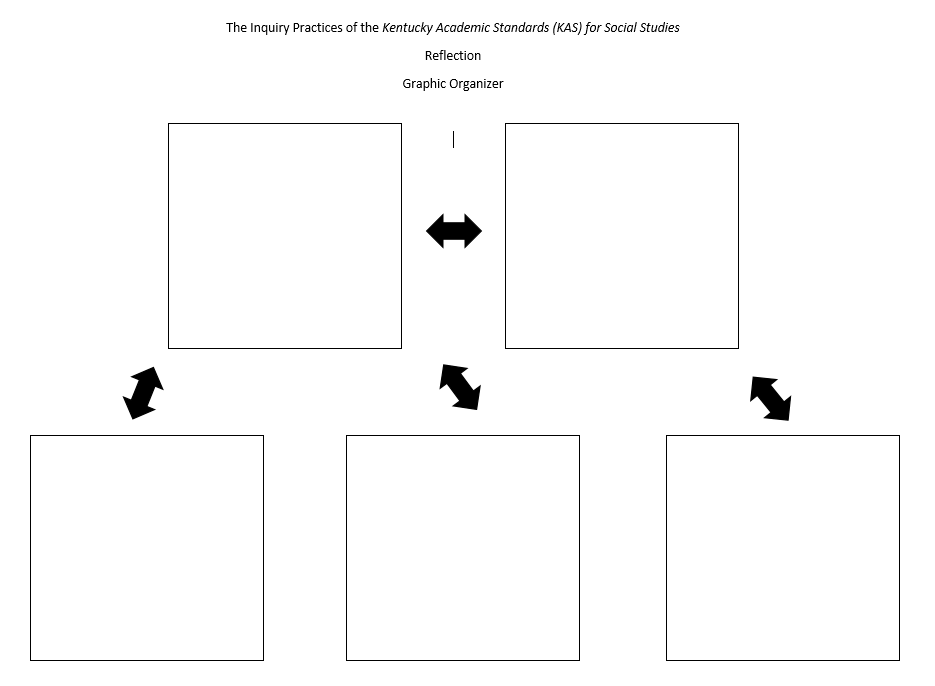 The Inquiry Practices of the Kentucky Academic Standards (KAS) for Social Studies
Reflection
Graphic Organizer